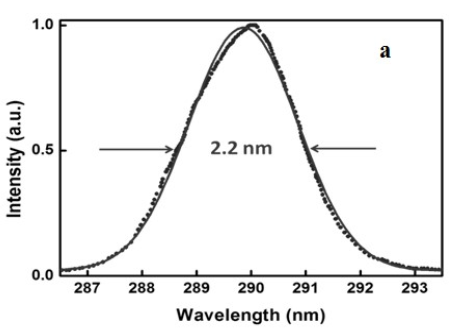 a
1.0
0.5
0.0
2.2 nm
Intensity (a.u.)
287 288 289 290 291 292 293
Wavelength (nm)